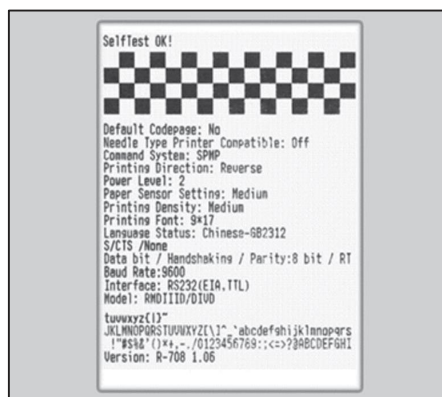 SelfTest OK!
Default Codepage: No
Needle Type Printer Conpatible: Off
Command System: SPMP
Printing Direction: Reverse
Power Level: 2
Paper Sensor Setting: Medium
Printing Density: Medium
Printing Font: 9*17
Language Status: Chinese-GB2312
S/CTS /None
Data bit / Handshaking / Parity:8 bit / RT
Baud Rate:9600
Interface: RS232(EIA,TTL)
Model: RMDIIID/DIVD
tuvwxyz{|}~
JKLMNOPQRSTUVWXYZ[\]^_`abcdefghijklmnopqrs
!"#$%&'()*+,-./0123456789:;<=>?@ABCDEFGHI
Version: R-708 1.06